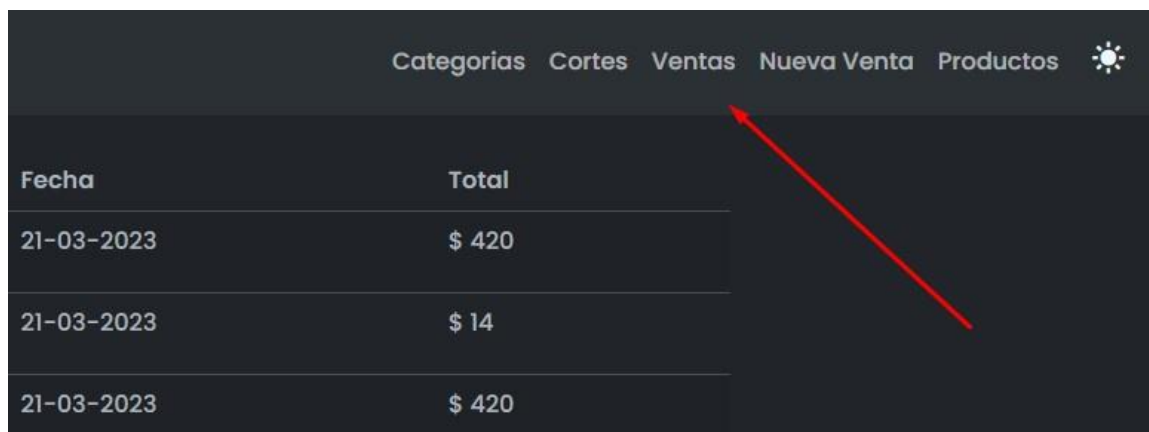 Categorias Cortes Ventas Nueva Venta Productos
Fecha Total
21-03-2023 $ 420
21-03-2023 $ 14
21-03-2023 $ 420